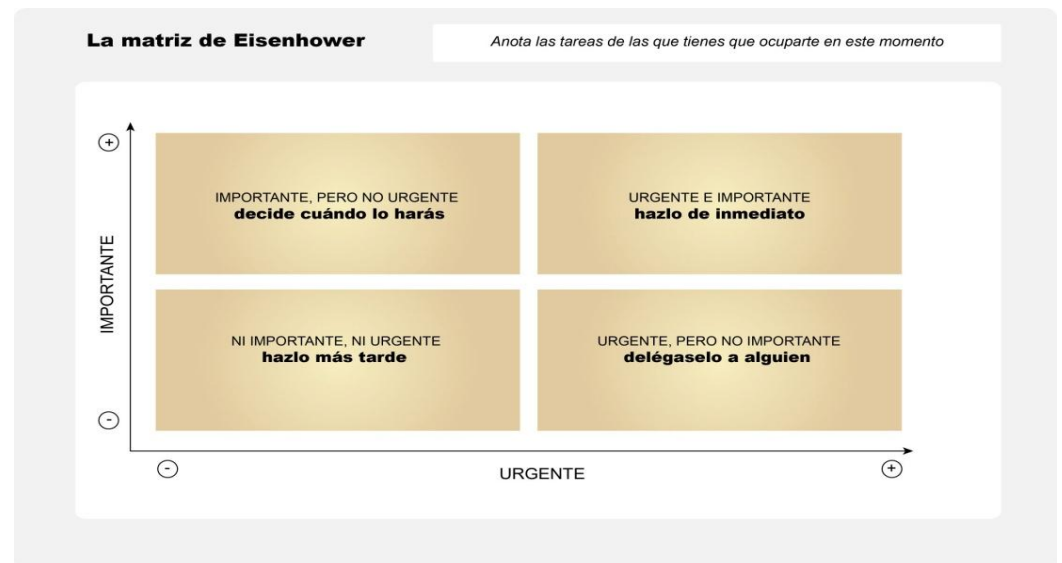 La matriz de Eisenhower
Anota las tareas de las que tienes que ocuparte en este momento
+
IMPORTANTE, PERO NO URGENTE
decide cuándo lo harás
URGENTE E IMPORTANTE
hazlo de inmediato
IMPORTANTE
NI IMPORTANTE, NI URGENTE
hazlo más tarde
URGENTE, PERO NO IMPORTANTE
delégaselo a alguien
-
-
URGENTE
+